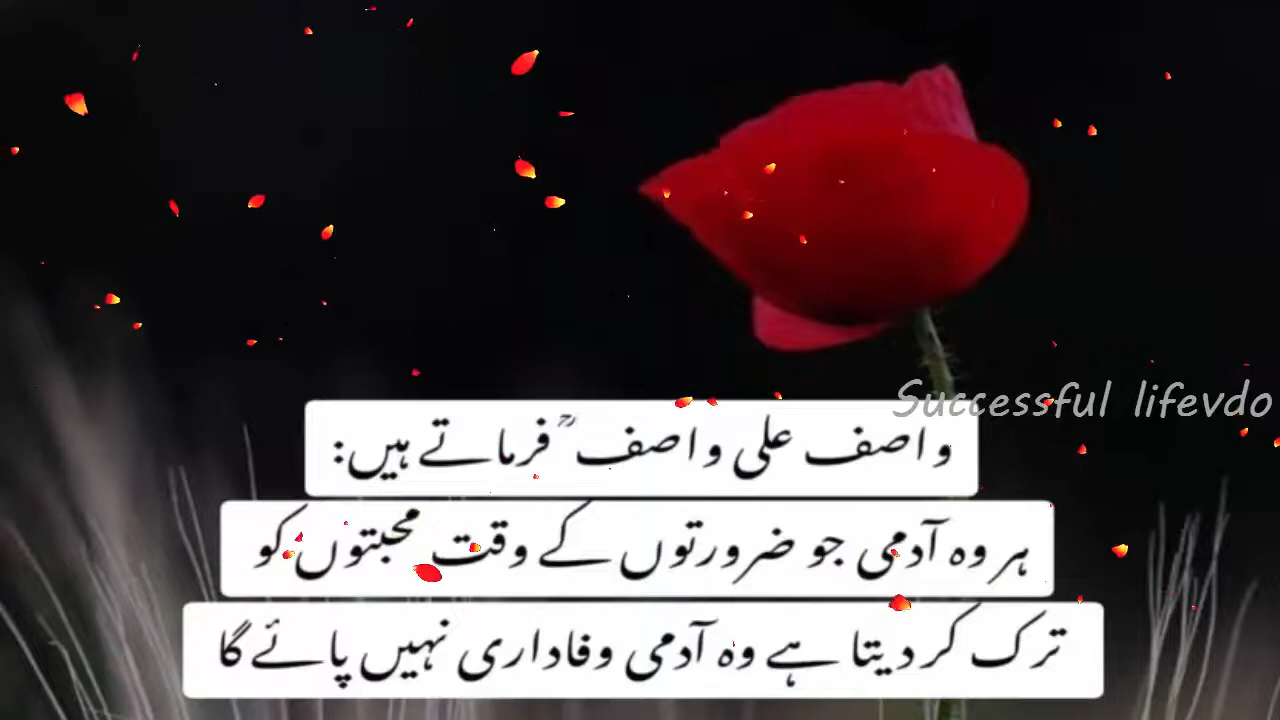 Successful lifevdo
واصف علی واصف ؒ فرماتے ہیں:
ہر وہ آدمی جو ضرورتوں کے وقت محبتوں کو
ترک کر دیتا ہے وہ آدمی وفاداری نہیں پائے گا